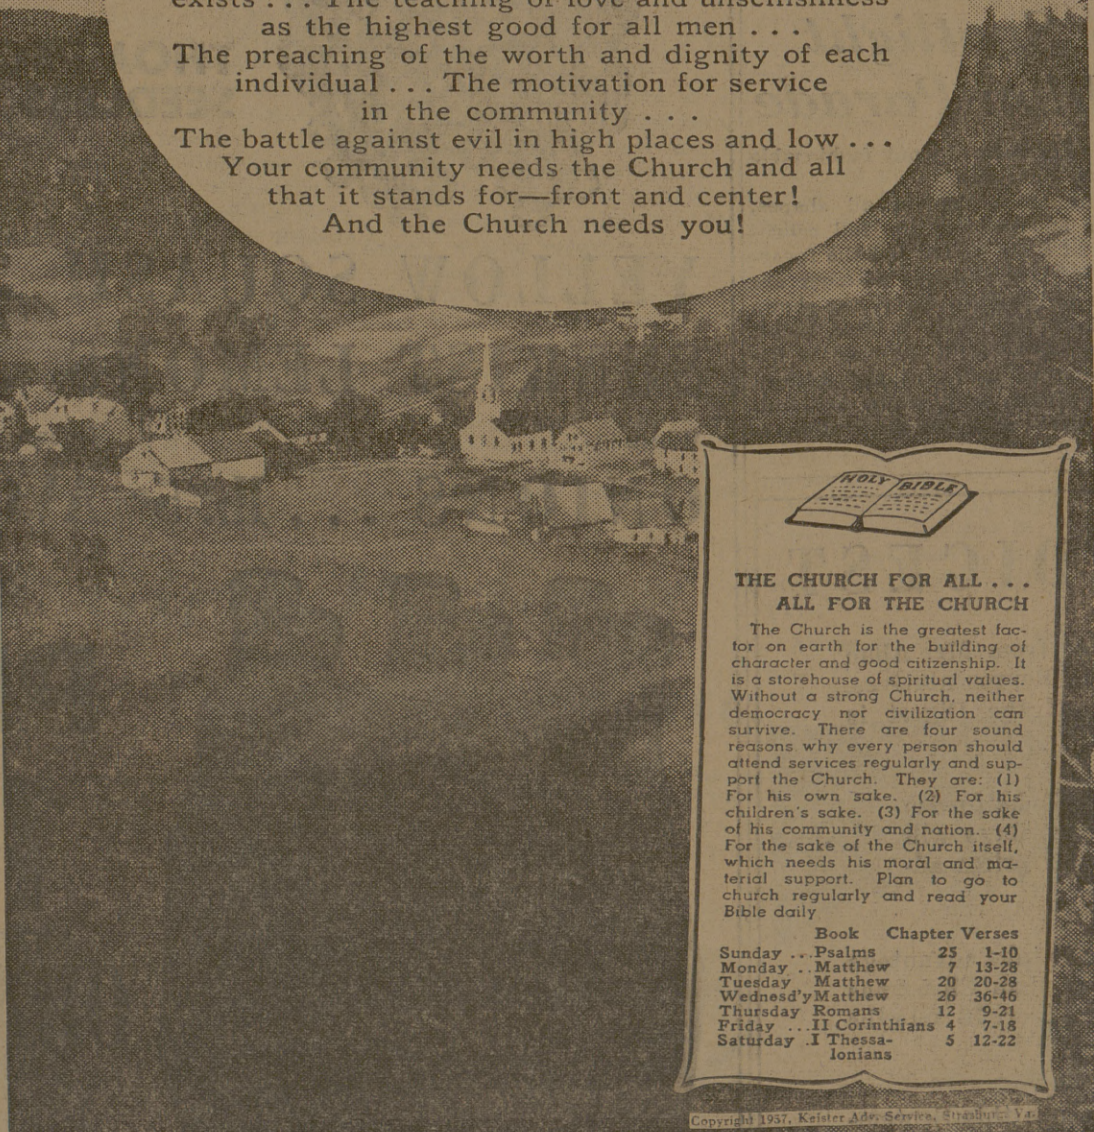 exists . . . The teaching of love and unselfishness
as the highest good for all men . . .
The preaching of the worth and dignity of each
individual . . . The motivation for service
in the community . . .
The battle against evil in high places and low . . .
Your community needs the Church and all
that it stands for—front and center!
And the Church needs you!
HOLY BIBLE
THE CHURCH FOR ALL . . .
ALL FOR THE CHURCH
The Church is the greatest fac-
tor on earth for the building of
character and good citizenship. It
is a storehouse of spiritual values.
Without a strong Church, neither
democracy nor civilization can
survive. There are four sound
reasons why every person should
attend services regularly and sup-
port the Church. They are: (1)
For his own sake. (2) For his
children's sake. (3) For the sake
of his community and nation. (4)
For the sake of the Church itself,
which needs his moral and ma-
terial support. Plan to go to
church regularly and read your
Bible daily
Book Chapter Verses
Sunday . . . Psalms 25 1-10
Monday . . Matthew 7 13-28
Tuesday Matthew 20 20-28
Wednesd'y Matthew 26 36-46
Thursday Romans 12 9-21
Friday . . . II Corinthians 4 7-18
Saturday . I Thessa- 5 12-22
lonians
Copyright 1957, Keister Adv. Service, Strasburg, Va.